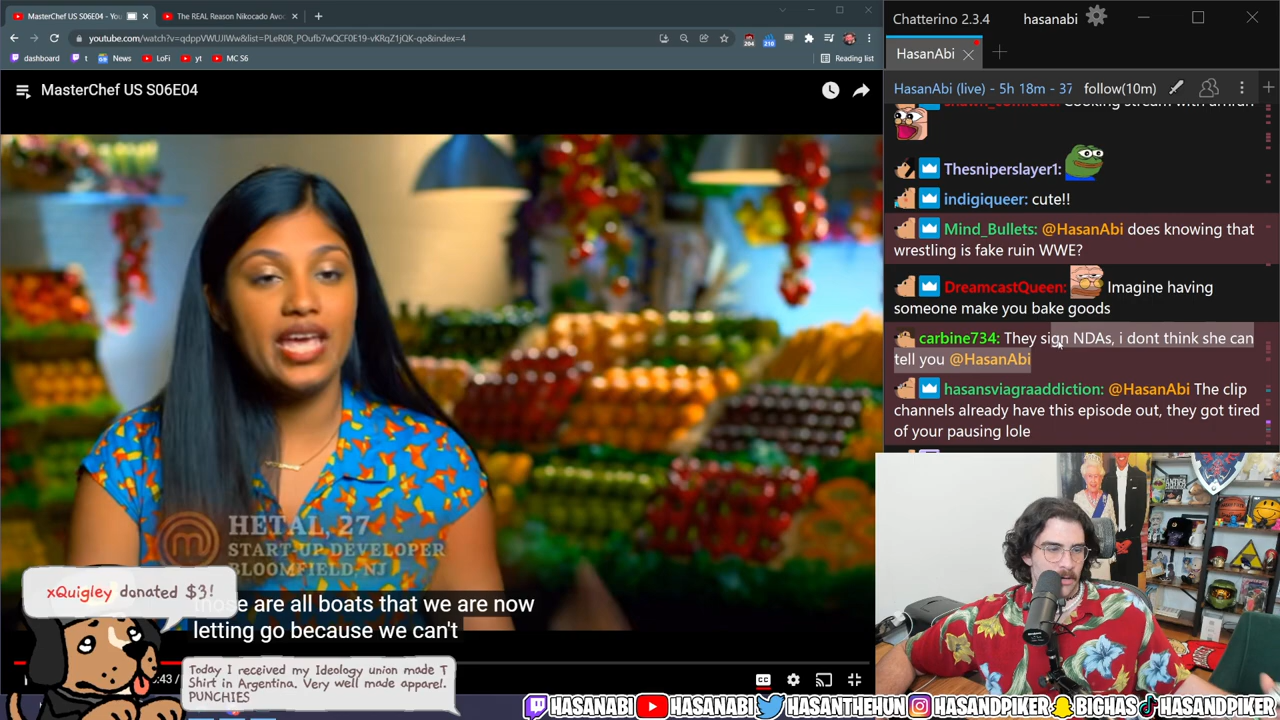 MasterChef US S06E04 - You
The REAL Reason Nikocado Avoc
youtube.com/watch?v=qdppVWUJIWw&list=PLeR0R_POufb7wQCF0E19-vKRqZ1jQK-qo&index=4
204
210
dashboard
t
News
LoFi
yt
MC S6
Reading list
MasterChef US S06E04
HETAL, 27
START-UP DEVELOPER
BLOOMFIELD, NJ
those are all boats that we are now
letting go because we can't
xQuigley donated $3!
Today I received my Ideology union made T
Shirt in Argentina. Very well made apparel.
PUNCHIES
Chatterino 2.3.4
hasanabi
HasanAbi
HasanAbi (live) - 5h 18m - 37
follow(10m)
Thesniperslayer1:
indigiqueer: cute!!
Mind_Bullets: @HasanAbi does knowing that
wrestling is fake ruin WWE?
DreamcastQueen: Imagine having
someone make you bake goods
carbine734: They sign NDAs, i dont think she can
tell you @HasanAbi
hasansviagraaddiction: @HasanAbi The clip
channels already have this episode out, they got tired
of your pausing lole
HASANABI
HASANABI
HASANTHEHUN
HASANDPIKER
BIGHAS
HASANDPIKER